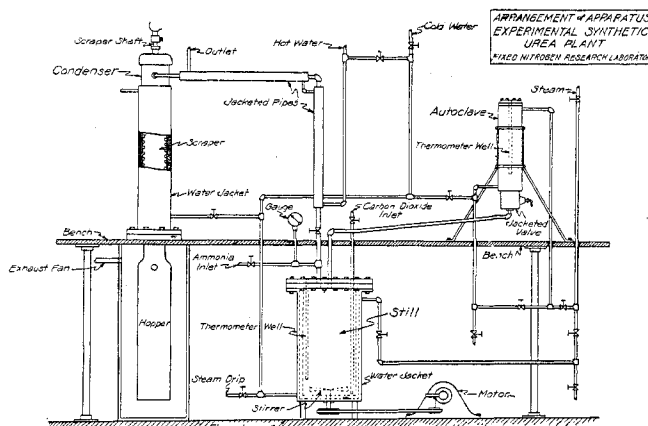 ARRANGEMENT of APPARATUS
EXPERIMENTAL SYNTHETIC
UREA PLANT
FIXED NITROGEN RESEARCH LABORATORY
Scraper Shaft
Outlet
Condenser
Hot Water
Cold Water
Steam
Jacketed Pipes
Autoclave
Scraper
Thermometer Well
Water Jacket
Gauge
Carbon Dioxide
Inlet
Jacketed
Valve
Bench
Bench
Exhaust Fan
Ammonia
Inlet
Hopper
Thermometer Well
Still
Steam Drip
Water Jacket
Motor
Stirrer